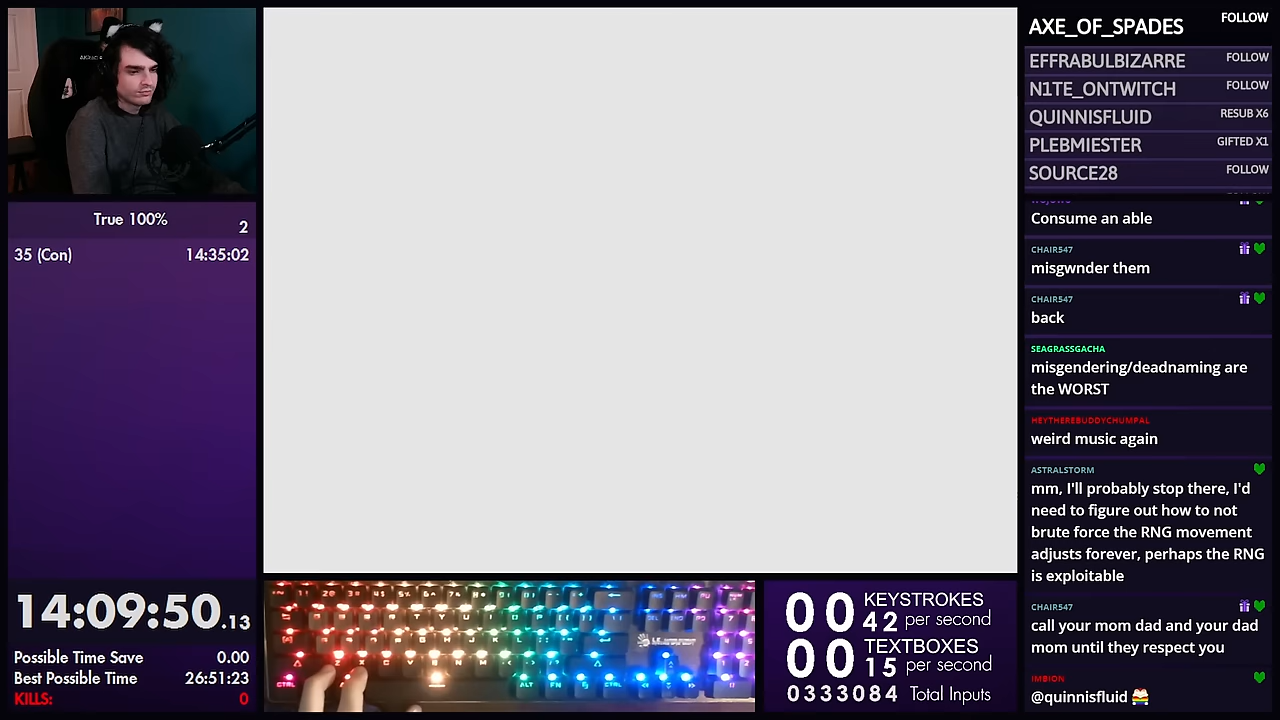 AXE_OF_SPADES FOLLOW
EFFRABULBIZARRE FOLLOW
N1TE_ONTWITCH FOLLOW
QUINNISFLUID RESUB X6
PLEBMIESTER GIFTED X1
SOURCE28 FOLLOW
True 100% 2
35 (Con) 14:35:02
14:09:50.13
Possible Time Save 0.00
Best Possible Time 26:51:23
KILLS: 0
00 42 KEYSTROKES per second
00 15 TEXTBOXES per second
0333084 Total Inputs
Consume an able
CHAIR547
misgwnder them
CHAIR547
back
SEAGRASSGACHA
misgendering/deadnaming are
the WORST
HEYTHEREBUDDYCHUMPAL
weird music again
ASTRALSTORM
mm, I'll probably stop there, I'd
need to figure out how to not
brute force the RNG movement
adjusts forever, perhaps the RNG
is exploitable
CHAIR547
call your mom dad and your dad
mom until they respect you
IMBION
@quinnisfluid